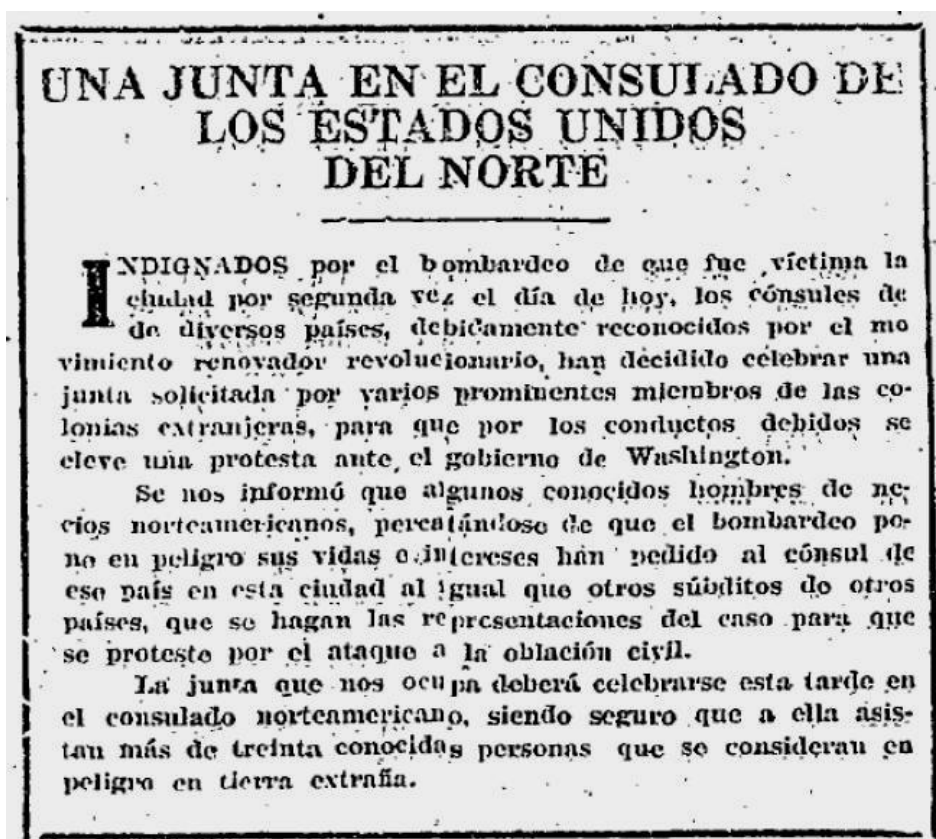 UNA JUNTA EN EL CONSULADO DE
LOS ESTADOS UNIDOS
DEL NORTE
INDIGNADOS por el bombardeo de que fue víctima la
ciudad por segunda vez el día de hoy, los cónsules de
de diversos países, debidamente reconocidos por el mo
vimiento renovador revolucionario, han decidido celebrar una
junta solicitada por varios prominentes miembros de las co-
lonias extranjeras, para que por los conductos debidos se
eleve una protesta ante el gobierno de Washington.
Se nos informó que algunos conocidos hombres de ne-
cios norteamericanos, percatándose de que el bombardeo po-
ne en peligro sus vidas e intereses han pedido al cónsul de
ese país en esta ciudad al igual que otros súbditos de otros
países, que se hagan las representaciones del caso para que
se proteste por el ataque a la oblación civil.
La junta que nos ocupa deberá celebrarse esta tarde en
el consulado norteamericano, siendo seguro que a ella asis-
tan más de treinta conocidas personas que se consideran en
peligro en tierra extraña.